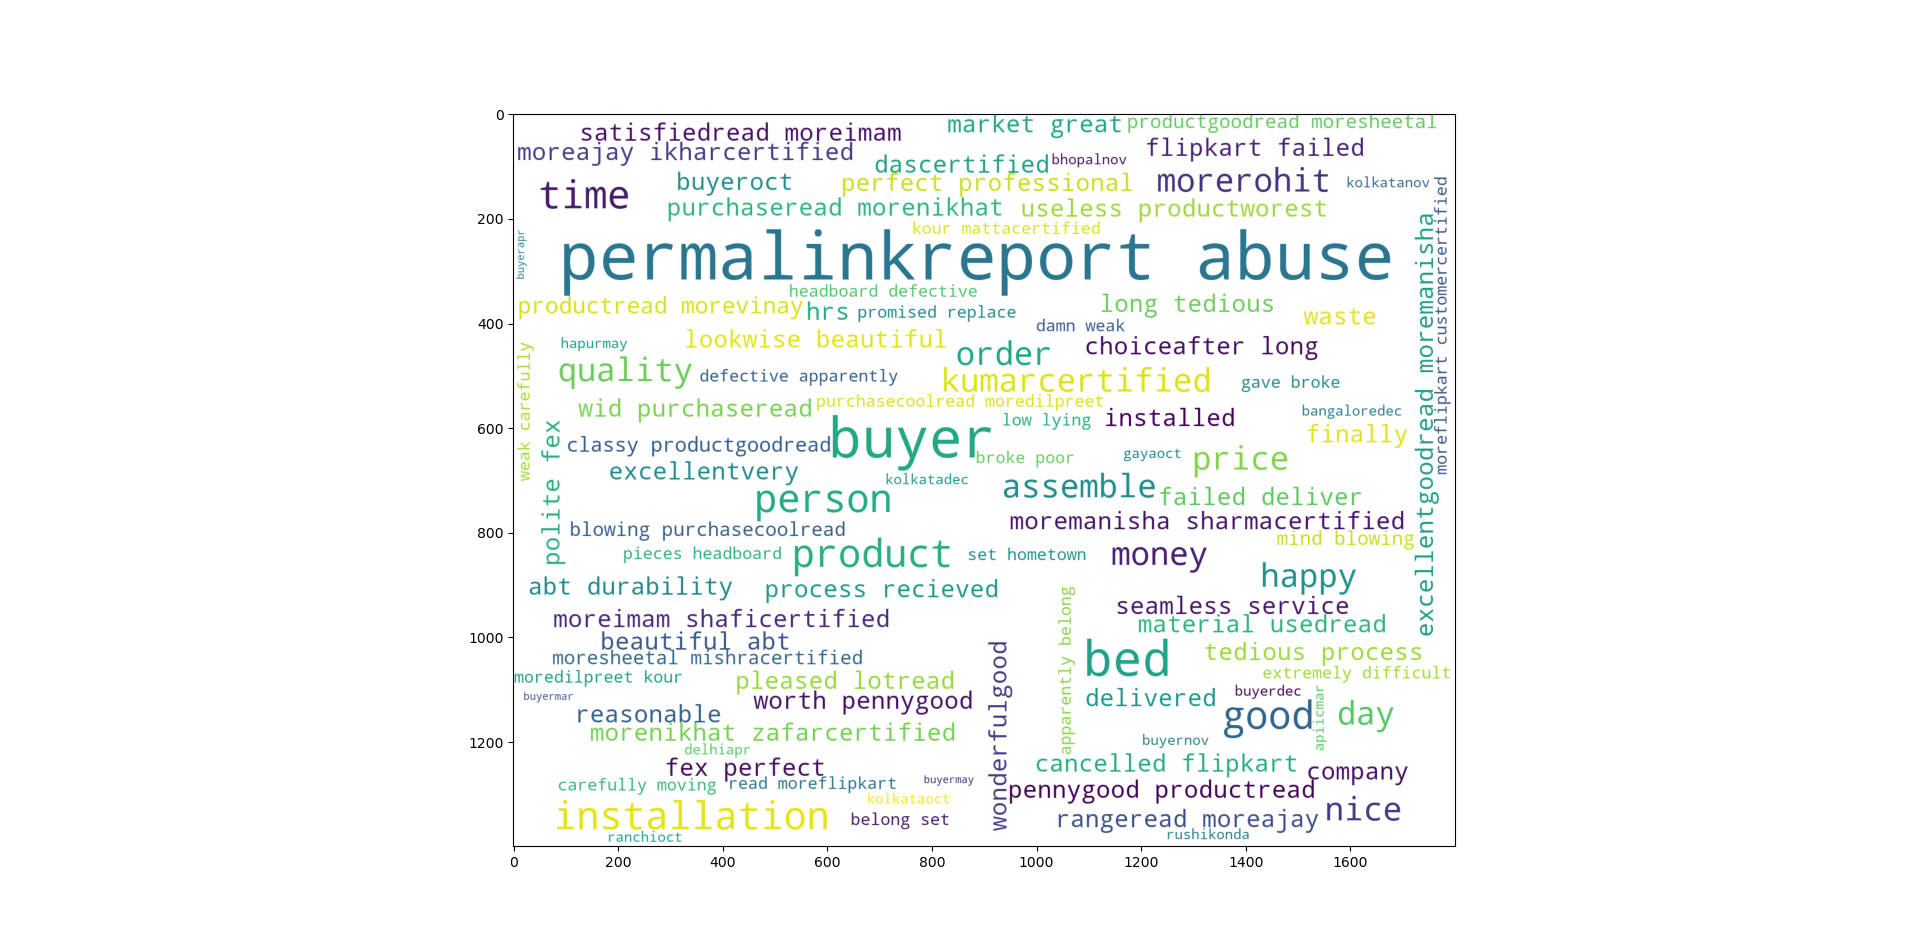 0
200
400
600
800
1000
1200
satisfiedread moreimam
market great
productgoodread moresheetal
moreajay ikharcertified
dascertified
bhopalnov
flipkart failed
time
buyeroct
perfect professional
morerohit
kolkatanov
purchaseread morenikhat
useless productworest
kour mattacertified
buyerapr
permalinkreport abuse
excellentgoodread moremanisha
moreflipkart customercertified
headboard defective
productread morevinay
hrs
promised replace
long tedious
waste
damn weak
lookwise beautiful
hapurmay
order
choiceafter long
quality
defective apparently
kumarcertified
gave broke
weak carefully
purchasecoolread moredilpreet
wid purchaseread
low lying
installed
bangaloredec
finally
polite fex
classy productgoodread
buyer
broke poor
gayaoct
price
excellentvery
kolkatadec
person
assemble
failed deliver
blowing purchasecoolread
moremanisha sharmacertified
mind blowing
pieces headboard
product
set hometown
money
happy
abt durability
process recieved
seamless service
moreimam shaficertified
material usedread
beautiful abt
moresheetal mishracertified
wonderfulgood
apparently belong
bed
tedious process
moredilpreet kour
pleased lotread
extremely difficult
buyermar
worth pennygood
delivered
buyerdec
reasonable
good
apiicmar
day
morenikhat zafarcertified
delhiapr
buyernov
fex perfect
cancelled flipkart
company
carefully moving
read moreflipkart
buyermay
pennygood productread
kolkataoct
installation
belong set
rangeread moreajay
nice
ranchioct
rushikonda
0 200 400 600 800 1000 1200 1400 1600